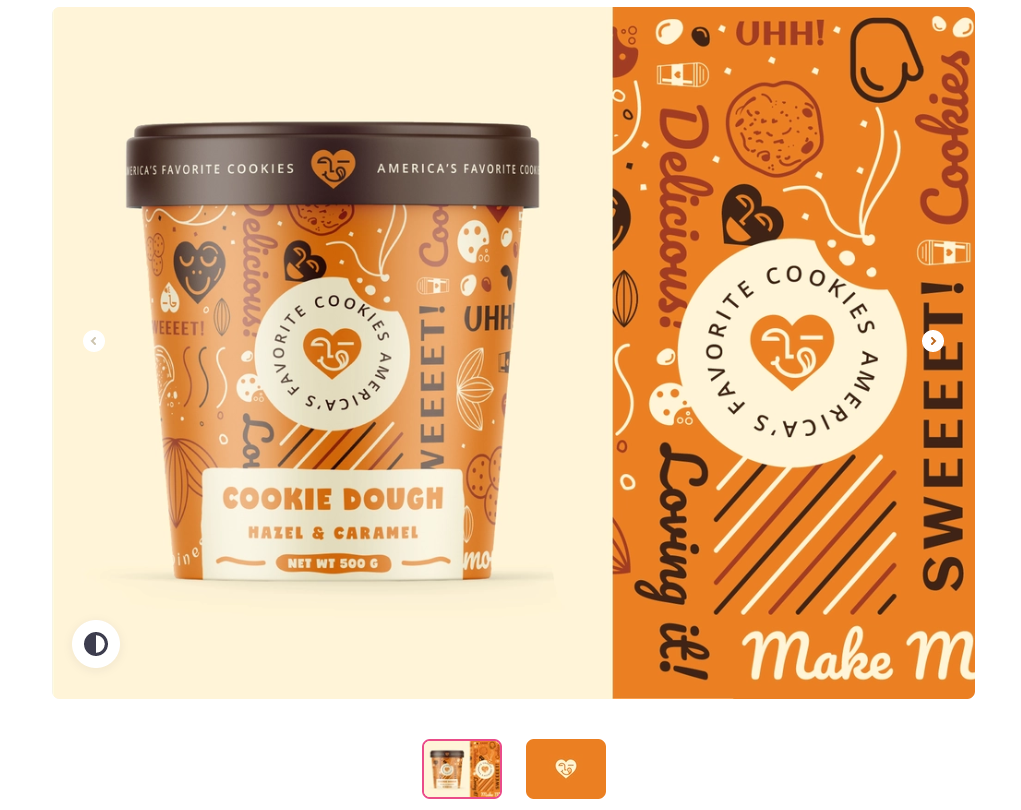 AMERICA'S FAVORITE COOKIES
AMERICA'S FAVORITE COOKIES
Delicious!
UHH!
SWEEEET!
FAVORITE COOKIES AMERICA'S
COOKIE DOUGH
HAZEL & CARAMEL
NET WT 500 G
UHH!
Delicious!
Cookies
FAVORITE COOKIES AMERICA'S
SWEEEET!
Loving it!
Make M